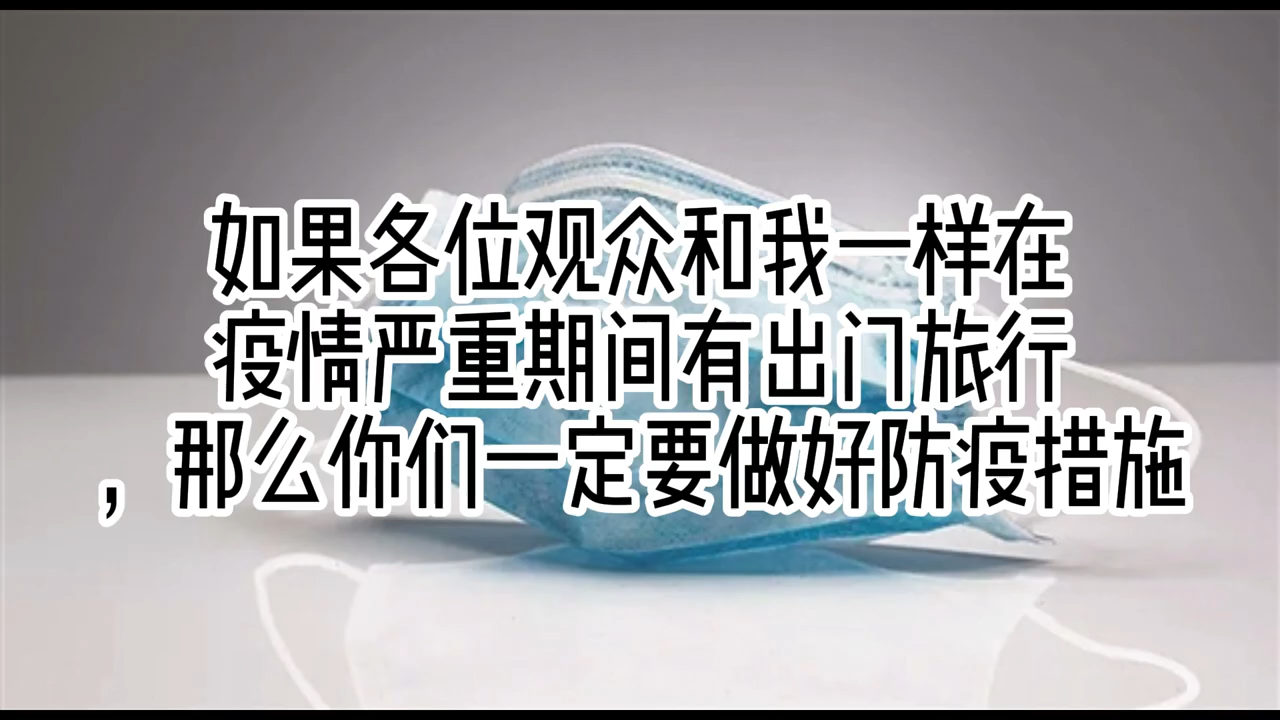 如果各位观众和我一样在
疫情严重期间有出门旅行
，那么你们一定要做好防疫措施